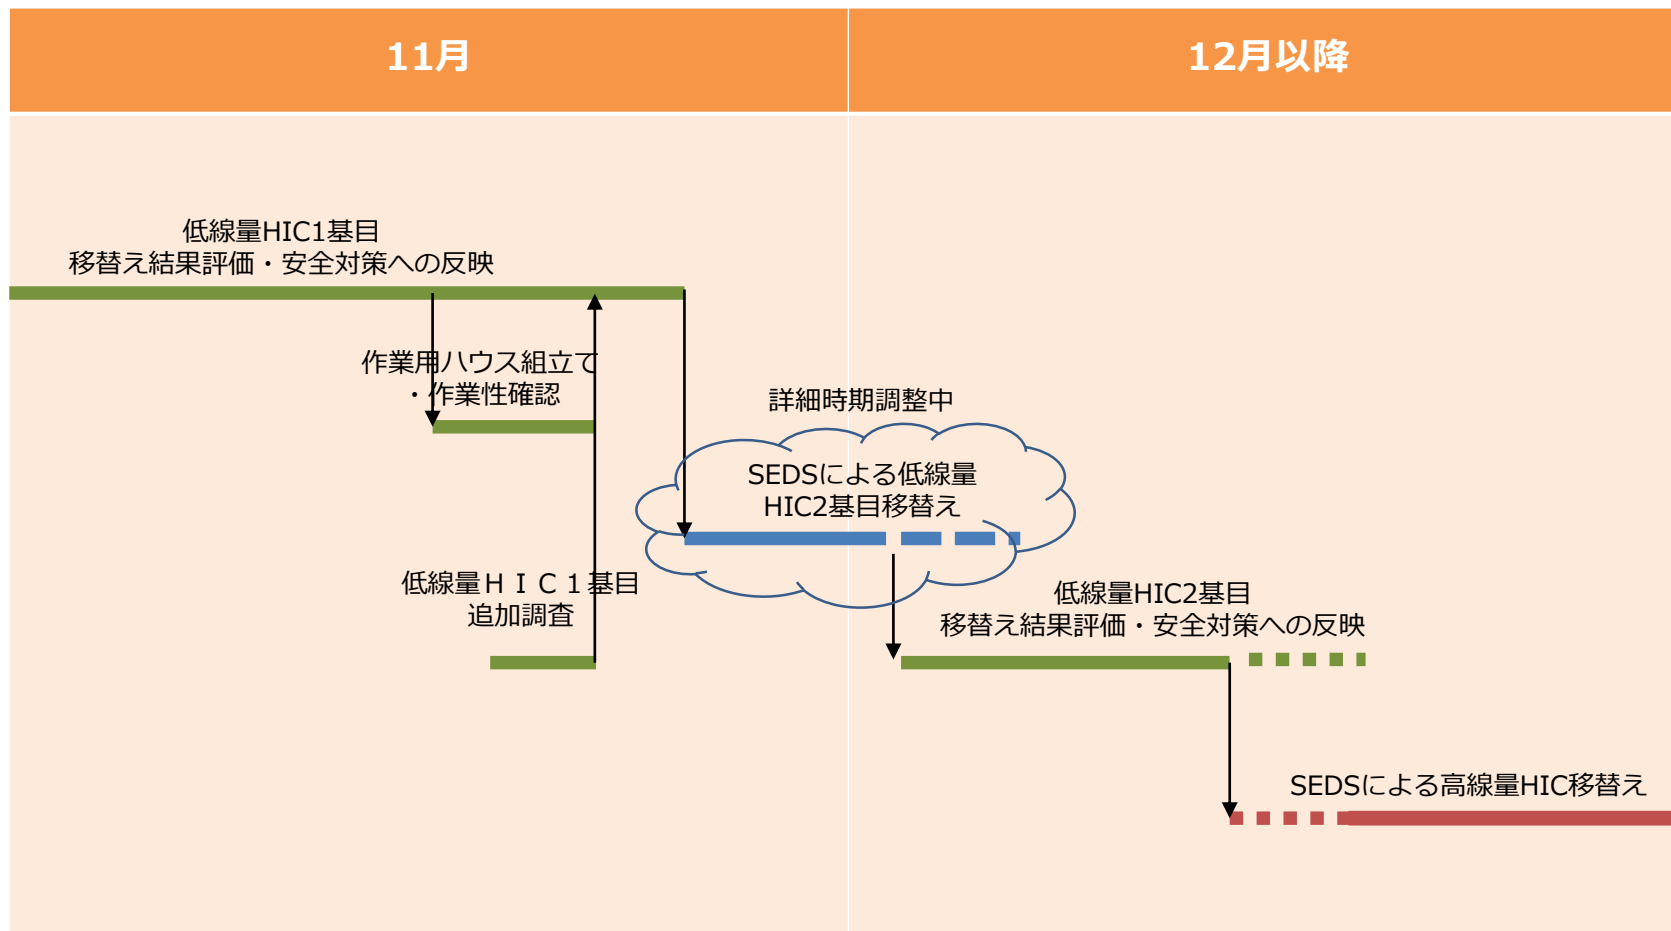 11月
12月以降
低線量HIC1基目
移替え結果評価・安全対策への反映
作業用ハウス組立て
・作業性確認
詳細時期調整中
SEDSによる低線量
HIC2基目移替え
低線量ＨＩＣ１基目
追加調査
低線量HIC2基目
移替え結果評価・安全対策への反映
SEDSによる高線量HIC移替え